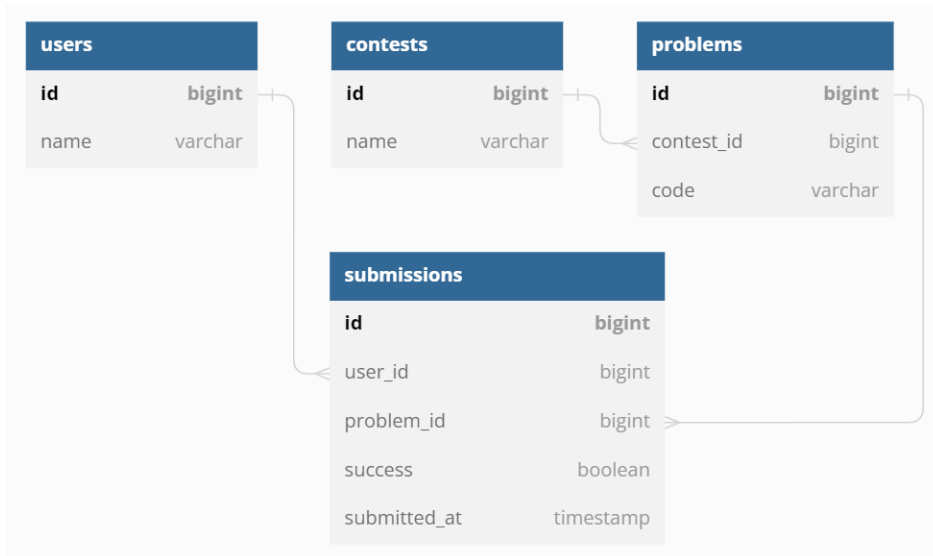 users
id bigint
name varchar
contests
id bigint
name varchar
problems
id bigint
contest_id bigint
code varchar
submissions
id bigint
user_id bigint
problem_id bigint
success boolean
submitted_at timestamp